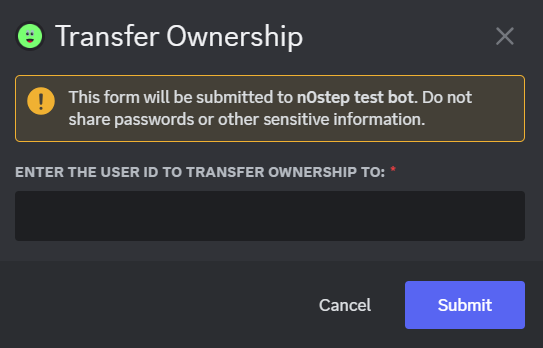 Transfer Ownership
This form will be submitted to n0step test bot. Do not
share passwords or other sensitive information.
ENTER THE USER ID TO TRANSFER OWNERSHIP TO: *
Cancel
Submit